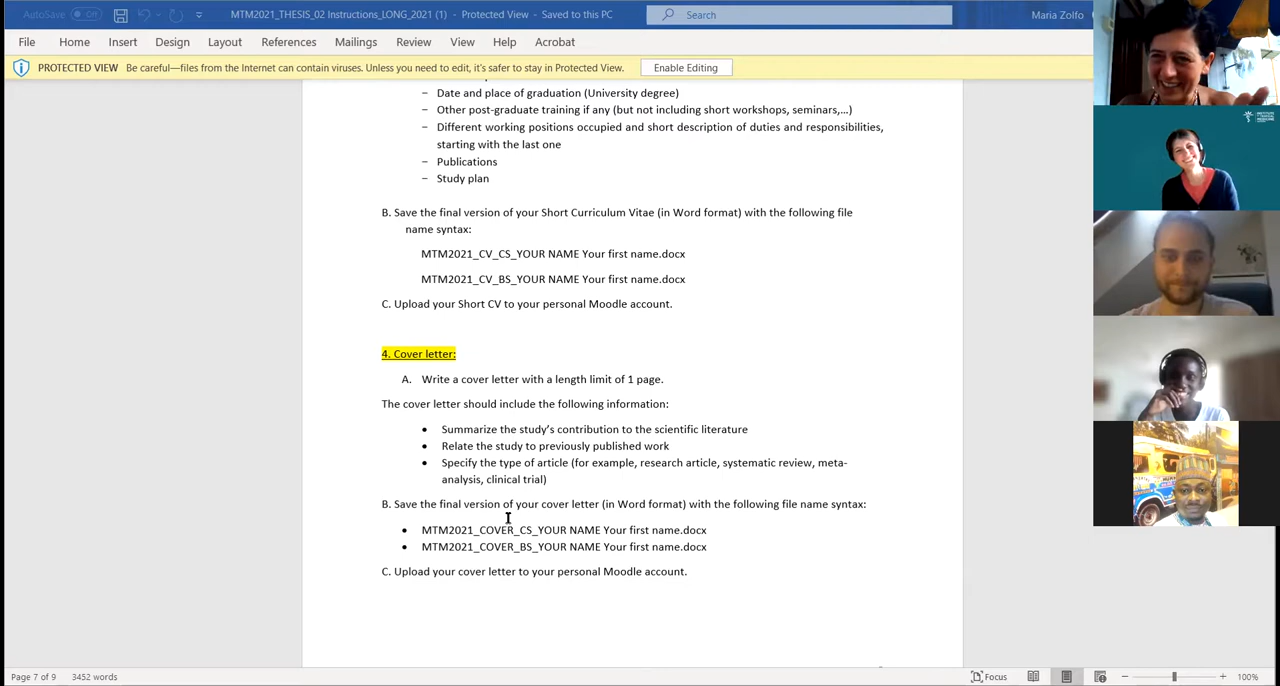 AutoSave Off
MTM2021_THESIS_02 Instructions_LONG_2021 (1) - Protected View - Saved to this PC
Search
Maria Zolfo
File Home Insert Design Layout References Mailings Review View Help Acrobat
PROTECTED VIEW Be careful—files from the Internet can contain viruses. Unless you need to edit, it's safer to stay in Protected View. Enable Editing
– Date and place of graduation (University degree)
– Other post-graduate training if any (but not including short workshops, seminars,…)
– Different working positions occupied and short description of duties and responsibilities,
starting with the last one
– Publications
– Study plan
B. Save the final version of your Short Curriculum Vitae (in Word format) with the following file
name syntax:
MTM2021_CV_CS_YOUR NAME Your first name.docx
MTM2021_CV_BS_YOUR NAME Your first name.docx
C. Upload your Short CV to your personal Moodle account.
4. Cover letter:
A. Write a cover letter with a length limit of 1 page.
The cover letter should include the following information:
• Summarize the study's contribution to the scientific literature
• Relate the study to previously published work
• Specify the type of article (for example, research article, systematic review, meta-
analysis, clinical trial)
B. Save the final version of your cover letter (in Word format) with the following file name syntax:
• MTM2021_COVER_CS_YOUR NAME Your first name.docx
• MTM2021_COVER_BS_YOUR NAME Your first name.docx
C. Upload your cover letter to your personal Moodle account.
Page 7 of 9 3452 words
Focus
100%